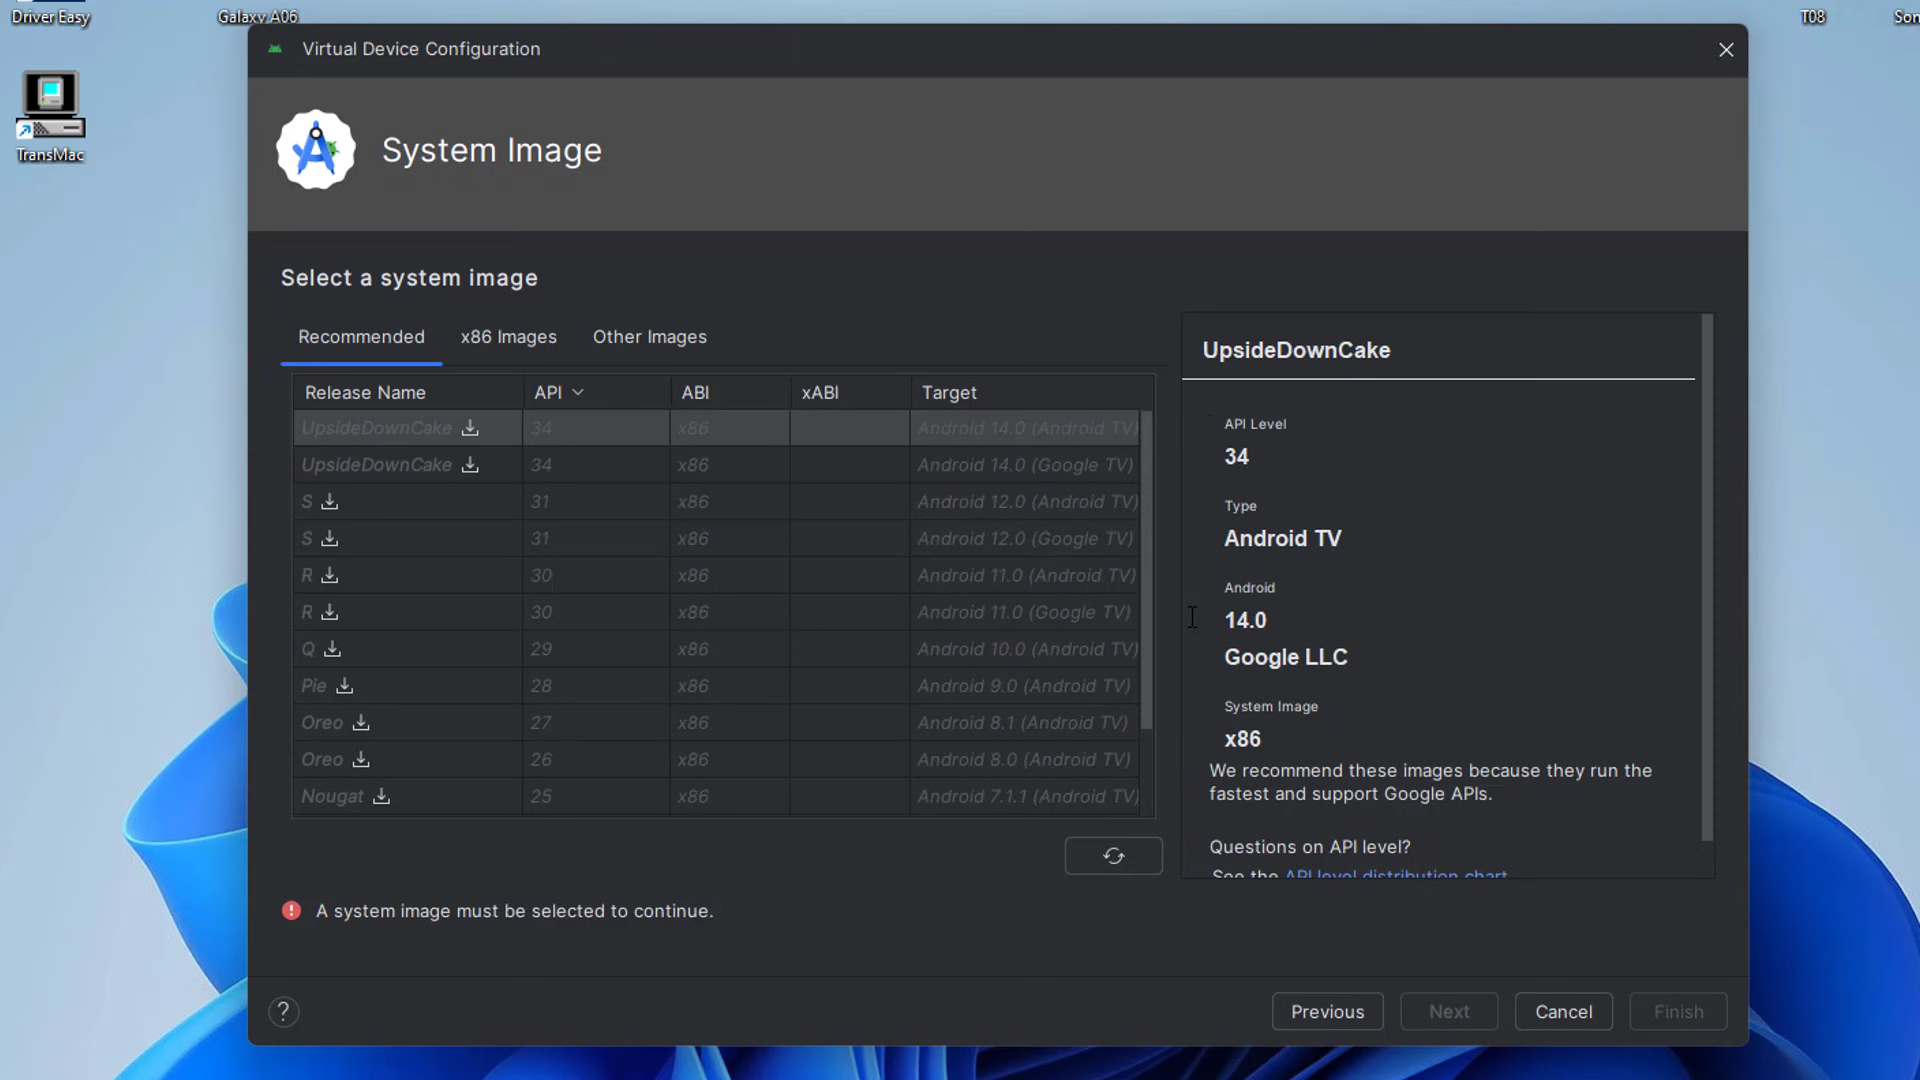 Driver Easy
Galaxy A06
T08
Son
TransMac
Virtual Device Configuration
System Image
Select a system image
Recommended x86 Images Other Images
Release Name API ABI xABI Target
UpsideDownCake 34 x86 Android 14.0 (Android TV)
UpsideDownCake 34 x86 Android 14.0 (Google TV)
S 31 x86 Android 12.0 (Android TV)
S 31 x86 Android 12.0 (Google TV)
R 30 x86 Android 11.0 (Android TV)
R 30 x86 Android 11.0 (Google TV)
Q 29 x86 Android 10.0 (Android TV)
Pie 28 x86 Android 9.0 (Android TV)
Oreo 27 x86 Android 8.1 (Android TV)
Oreo 26 x86 Android 8.0 (Android TV)
Nougat 25 x86 Android 7.1.1 (Android TV)
UpsideDownCake
API Level
34
Type
Android TV
Android
14.0
Google LLC
System Image
x86
We recommend these images because they run the
fastest and support Google APIs.
Questions on API level?
See the API level distribution chart
A system image must be selected to continue.
? Previous Next Cancel Finish